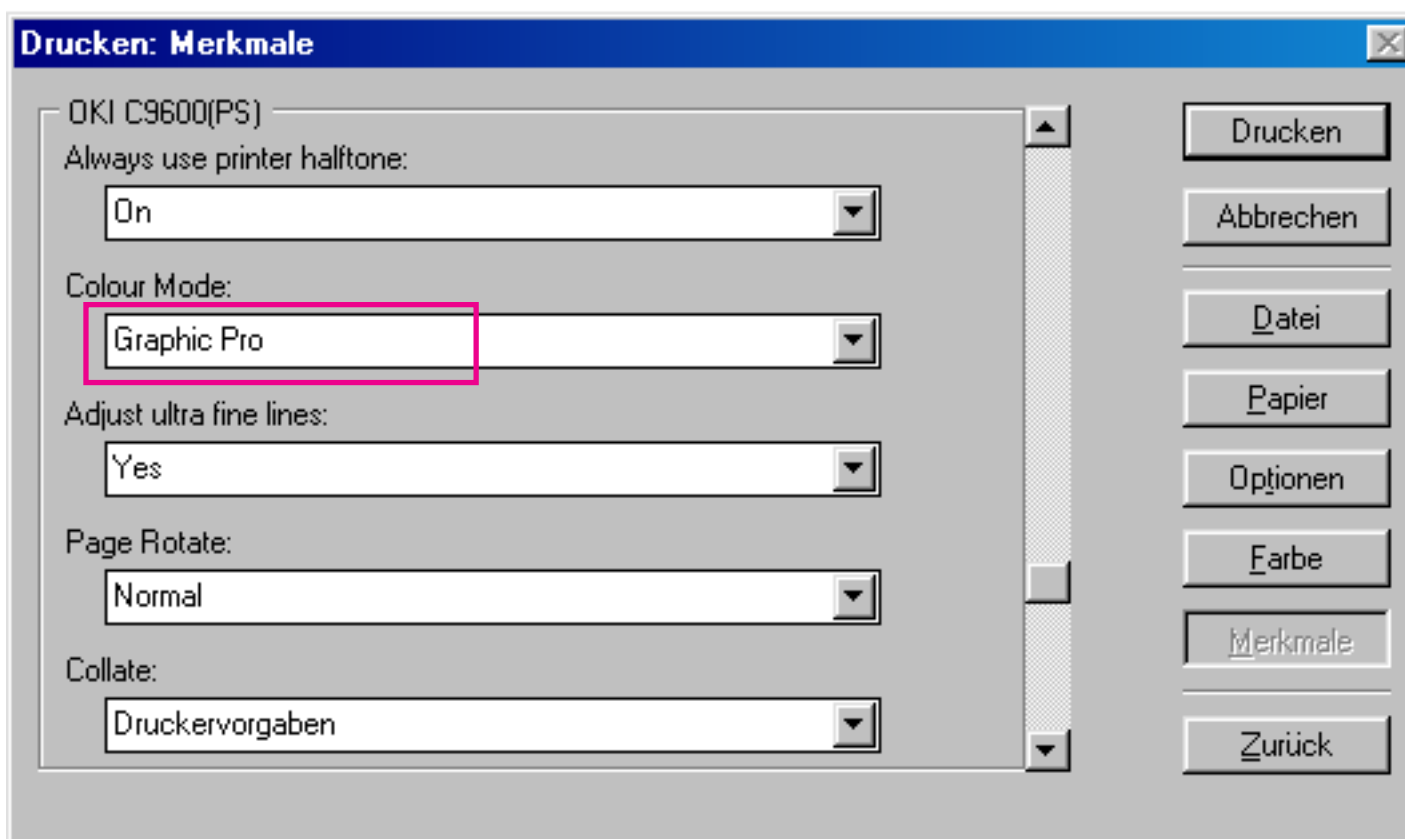 Drucken: Merkmale
OKI C9600(PS)
Always use printer halftone:
On
Colour Mode:
Graphic Pro
Adjust ultra fine lines:
Yes
Page Rotate:
Normal
Collate:
Druckervorgaben
Drucken
Abbrechen
Datei
Papier
Optionen
Farbe
Merkmale
Zurück